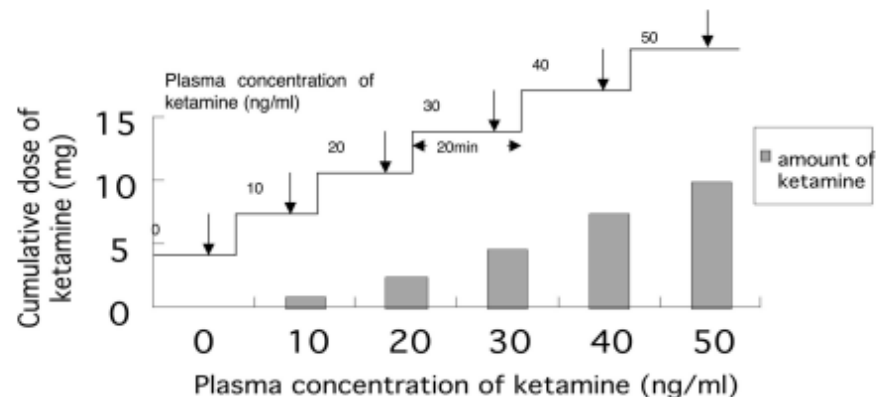 50
40
Plasma concentration of
ketamine (ng/ml)
30
20
20min
10
0
Cumulative dose of
ketamine (mg)
15
10
5
0
amount of
ketamine
0 10 20 30 40 50
Plasma concentration of ketamine (ng/ml)